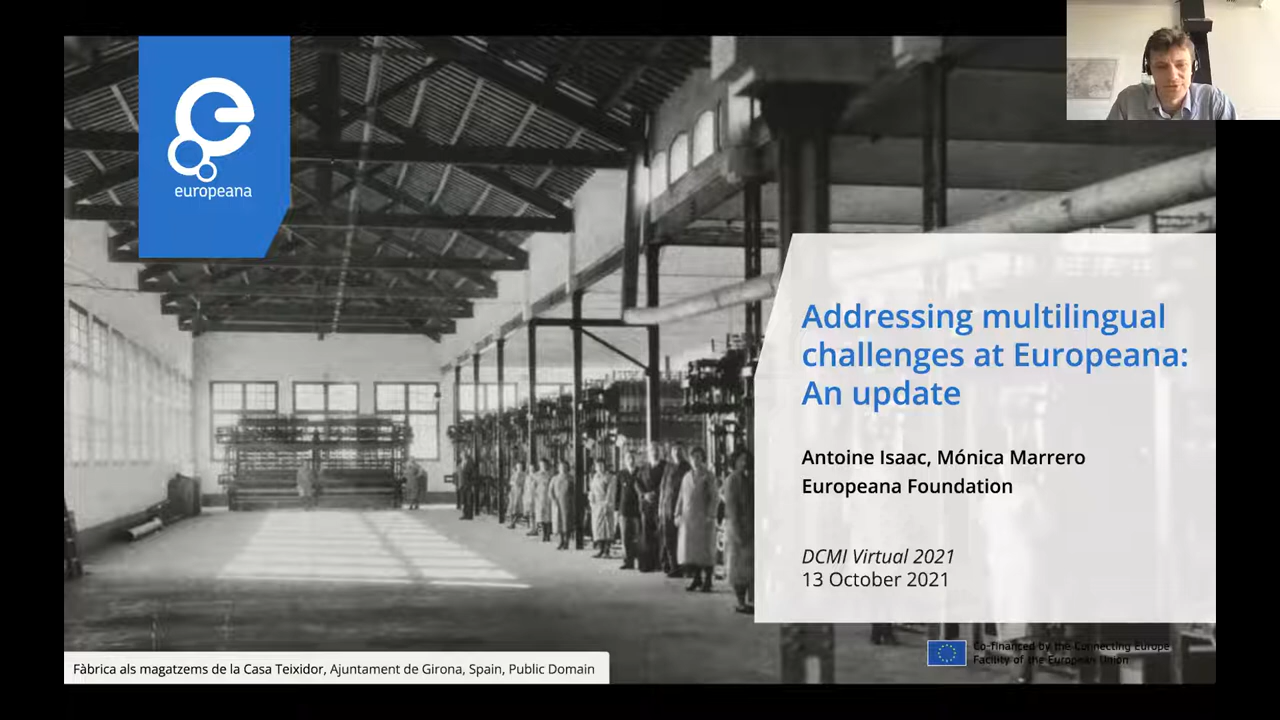 europeana
Addressing multilingual
challenges at Europeana:
An update
Antoine Isaac, Mónica Marrero
Europeana Foundation
DCMI Virtual 2021
13 October 2021
Co-financed by the Connecting Europe
Facility of the European Union
Fàbrica als magatzems de la Casa Teixidor, Ajuntament de Girona, Spain, Public Domain